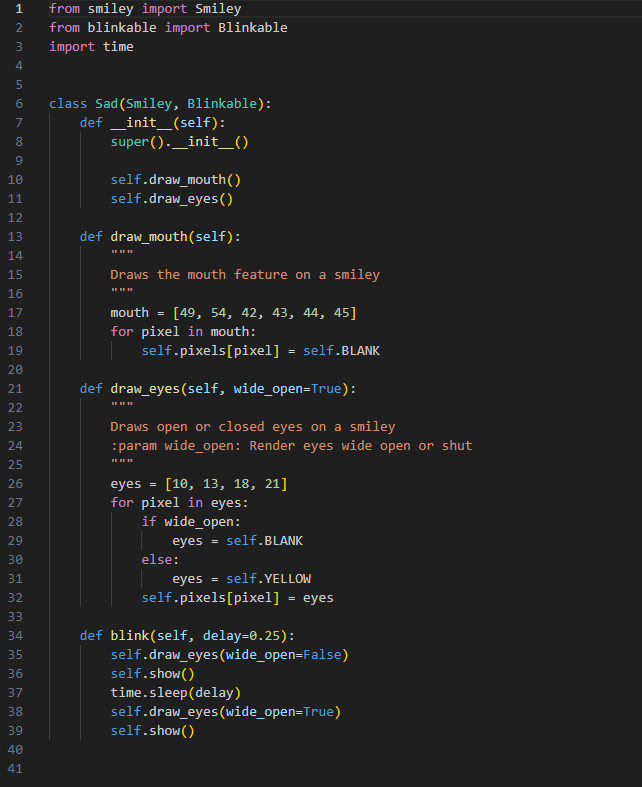 1 from smiley import Smiley
2 from blinkable import Blinkable
3 import time
4
5
6 class Sad(Smiley, Blinkable):
7     def __init__(self):
8         super().__init__()
9
10         self.draw_mouth()
11         self.draw_eyes()
12
13     def draw_mouth(self):
14         """
15         Draws the mouth feature on a smiley
16         """
17         mouth = [49, 54, 42, 43, 44, 45]
18         for pixel in mouth:
19             self.pixels[pixel] = self.BLANK
20
21     def draw_eyes(self, wide_open=True):
22         """
23         Draws open or closed eyes on a smiley
24         :param wide_open: Render eyes wide open or shut
25         """
26         eyes = [10, 13, 18, 21]
27         for pixel in eyes:
28             if wide_open:
29                 eyes = self.BLANK
30             else:
31                 eyes = self.YELLOW
32             self.pixels[pixel] = eyes
33
34     def blink(self, delay=0.25):
35         self.draw_eyes(wide_open=False)
36         self.show()
37         time.sleep(delay)
38         self.draw_eyes(wide_open=True)
39         self.show()
40
41